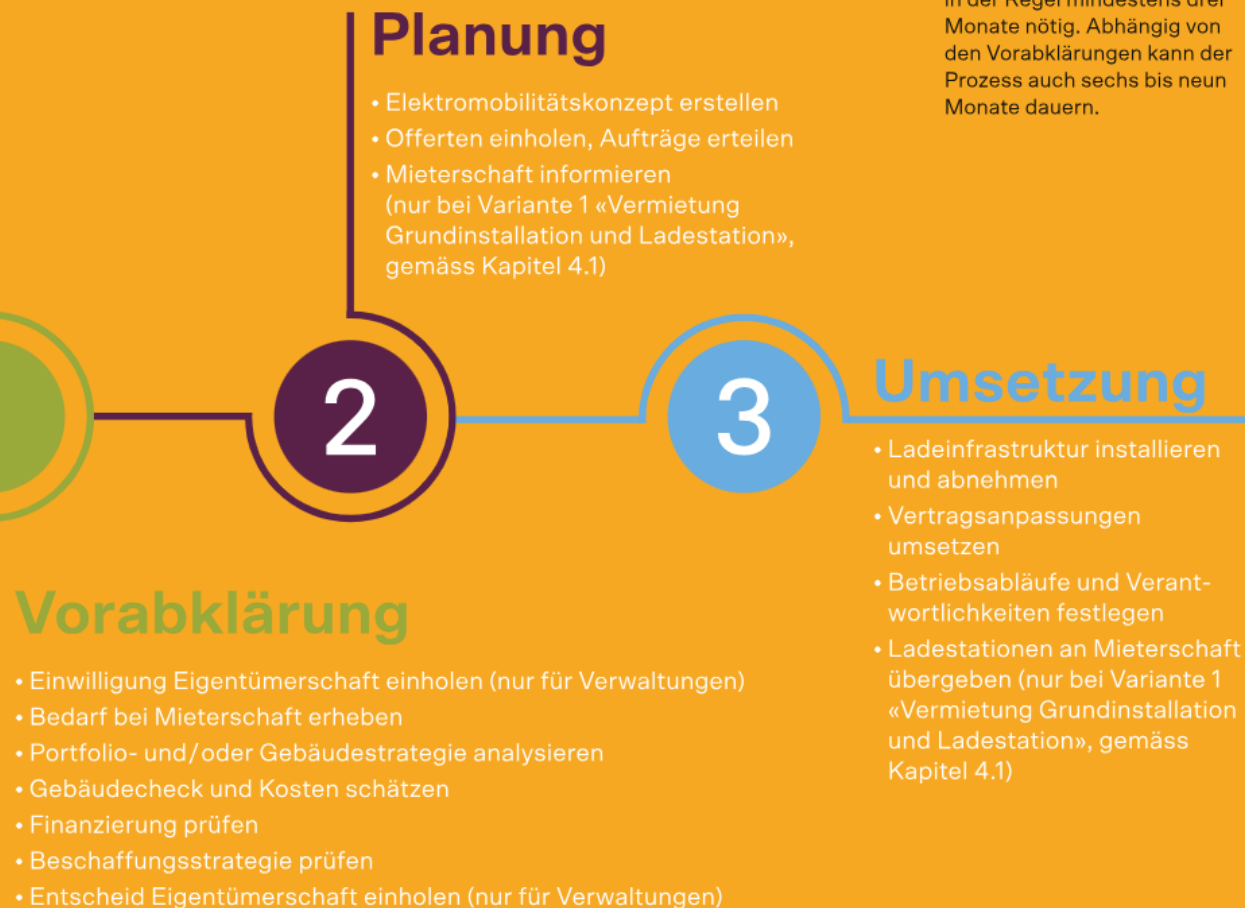 Planung
• Elektromobilitätskonzept erstellen
• Offerten einholen, Aufträge erteilen
• Mieterschaft informieren
(nur bei Variante 1 «Vermietung
Grundinstallation und Ladestation»,
gemäss Kapitel 4.1)
in der Regel mindestens drei
Monate nötig. Abhängig von
den Vorabklärungen kann der
Prozess auch sechs bis neun
Monate dauern.
2
3
Umsetzung
• Ladeinfrastruktur installieren
und abnehmen
• Vertragsanpassungen
umsetzen
• Betriebsabläufe und Verant-
wortlichkeiten festlegen
• Ladestationen an Mieterschaft
übergeben (nur bei Variante 1
«Vermietung Grundinstallation
und Ladestation», gemäss
Kapitel 4.1)
Vorabklärung
• Einwilligung Eigentümerschaft einholen (nur für Verwaltungen)
• Bedarf bei Mieterschaft erheben
• Portfolio- und/oder Gebäudestrategie analysieren
• Gebäudecheck und Kosten schätzen
• Finanzierung prüfen
• Beschaffungsstrategie prüfen
• Entscheid Eigentümerschaft einholen (nur für Verwaltungen)